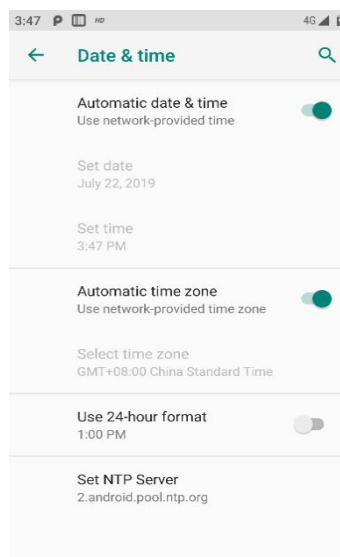 3:47 P HD 4G
Date & time
Automatic date & time
Use network-provided time
Set date
July 22, 2019
Set time
3:47 PM
Automatic time zone
Use network-provided time zone
Select time zone
GMT+08:00 China Standard Time
Use 24-hour format
1:00 PM
Set NTP Server
2.android.pool.ntp.org